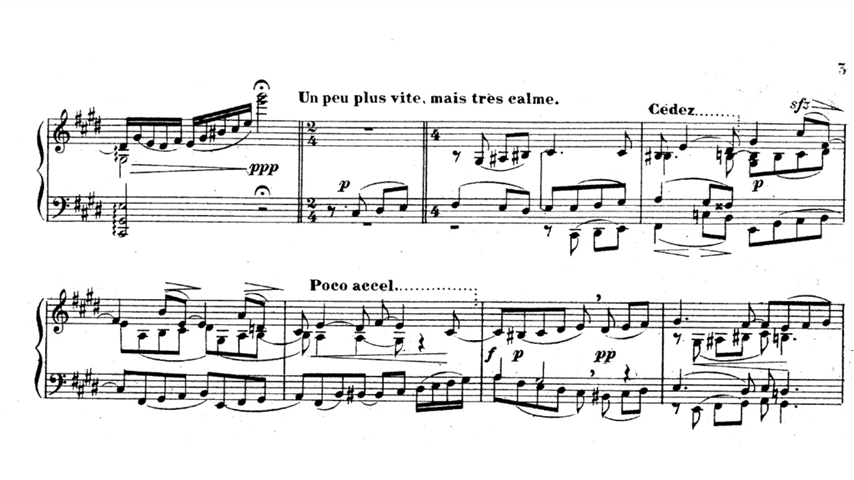 3
Un peu plus vite, mais très calme.
Cédez
sfz
ppp
p
p
Poco accel.
f p pp